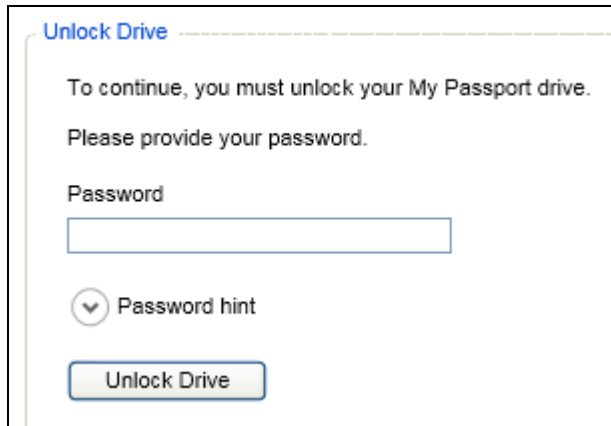 Unlock Drive
To continue, you must unlock your My Passport drive.
Please provide your password.
Password
Password hint
Unlock Drive